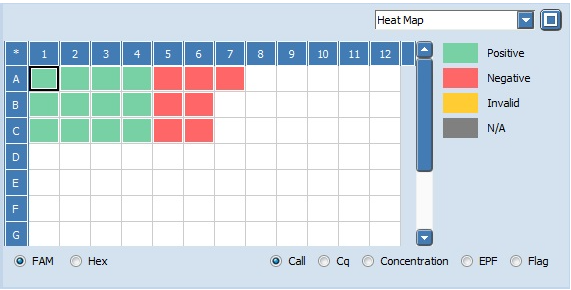 Heat Map
* 1 2 3 4 5 6 7 8 9 10 11 12
A
B
C
D
E
F
G
Positive
Negative
Invalid
N/A
FAM Hex Call Cq Concentration EPF Flag